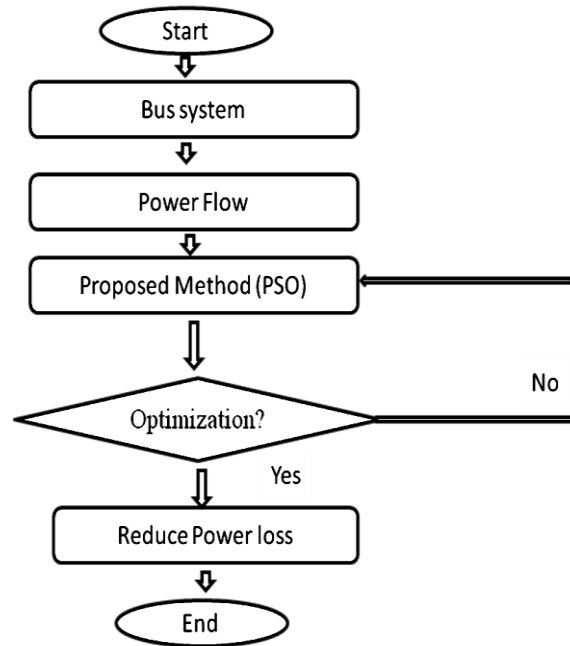 Start
Bus system
Power Flow
Proposed Method (PSO)
Optimization?
No
Yes
Reduce Power loss
End